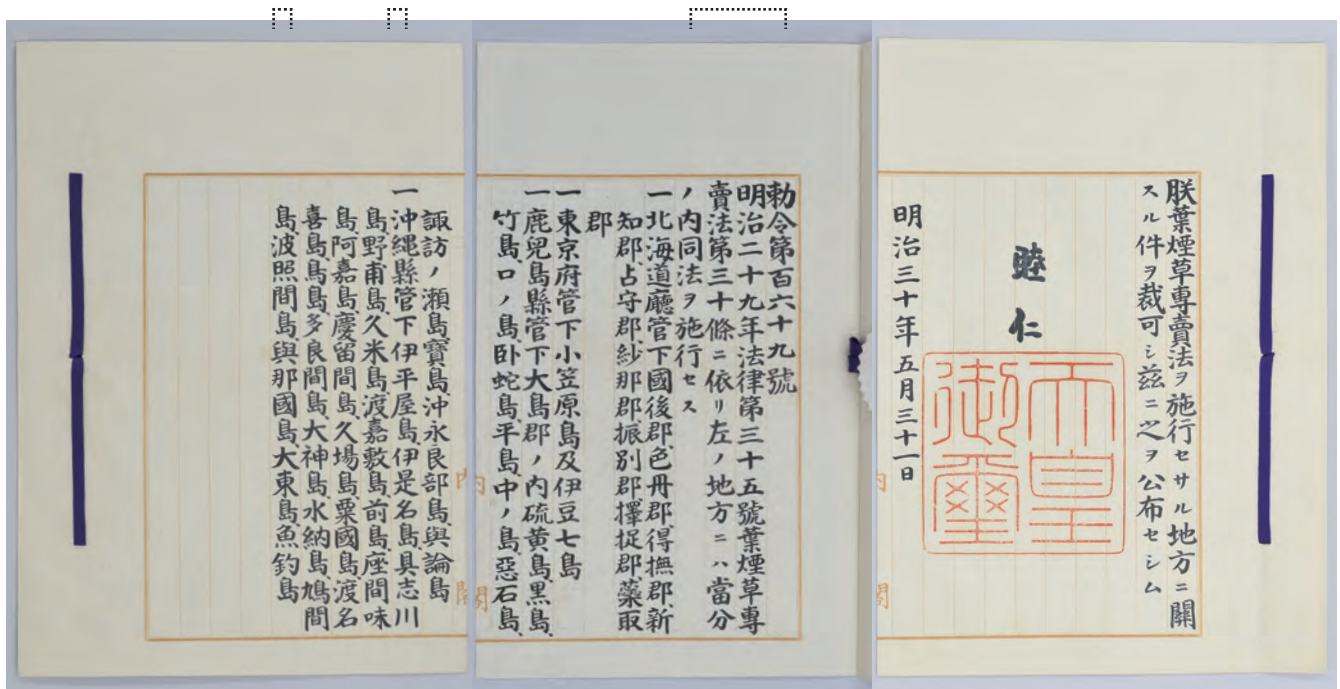 朕葉煙草專賣法ヲ施行セサル地方ニ關
スル件ヲ裁可シ茲ニ之ヲ公布セシム
睦仁
天皇
御璽
明治三十年五月三十一日
勅令第百六十九號
明治二十九年法律第三十五號葉煙草專
賣法第三十條ニ依リ左ノ地方ニハ當分
ノ內同法ヲ施行セス
一北海道廳管下國後郡、色丹郡、得撫郡、新
知郡、占守郡、紗那郡、振別郡、擇捉郡、蘂取
郡
一東京府管下小笠原島及伊豆七島
一鹿兒島縣管下大島郡ノ內硫黃島、黑島、
竹島、口ノ島、臥蛇島、平島、中ノ島、惡石島、
諏訪ノ瀨島、寶島、沖永良部島、與論島
一沖繩縣管下伊平屋島、伊是名島、具志川
島、野甫島、久米島、渡嘉敷島、前島、座間味
島、阿嘉島、慶留間島、久場島、粟國島、渡名
喜島、鳥島、多良間島、大神島、水納島、鳩間
島、波照間島、與那國島、大東島、魚釣島
內閣
內閣